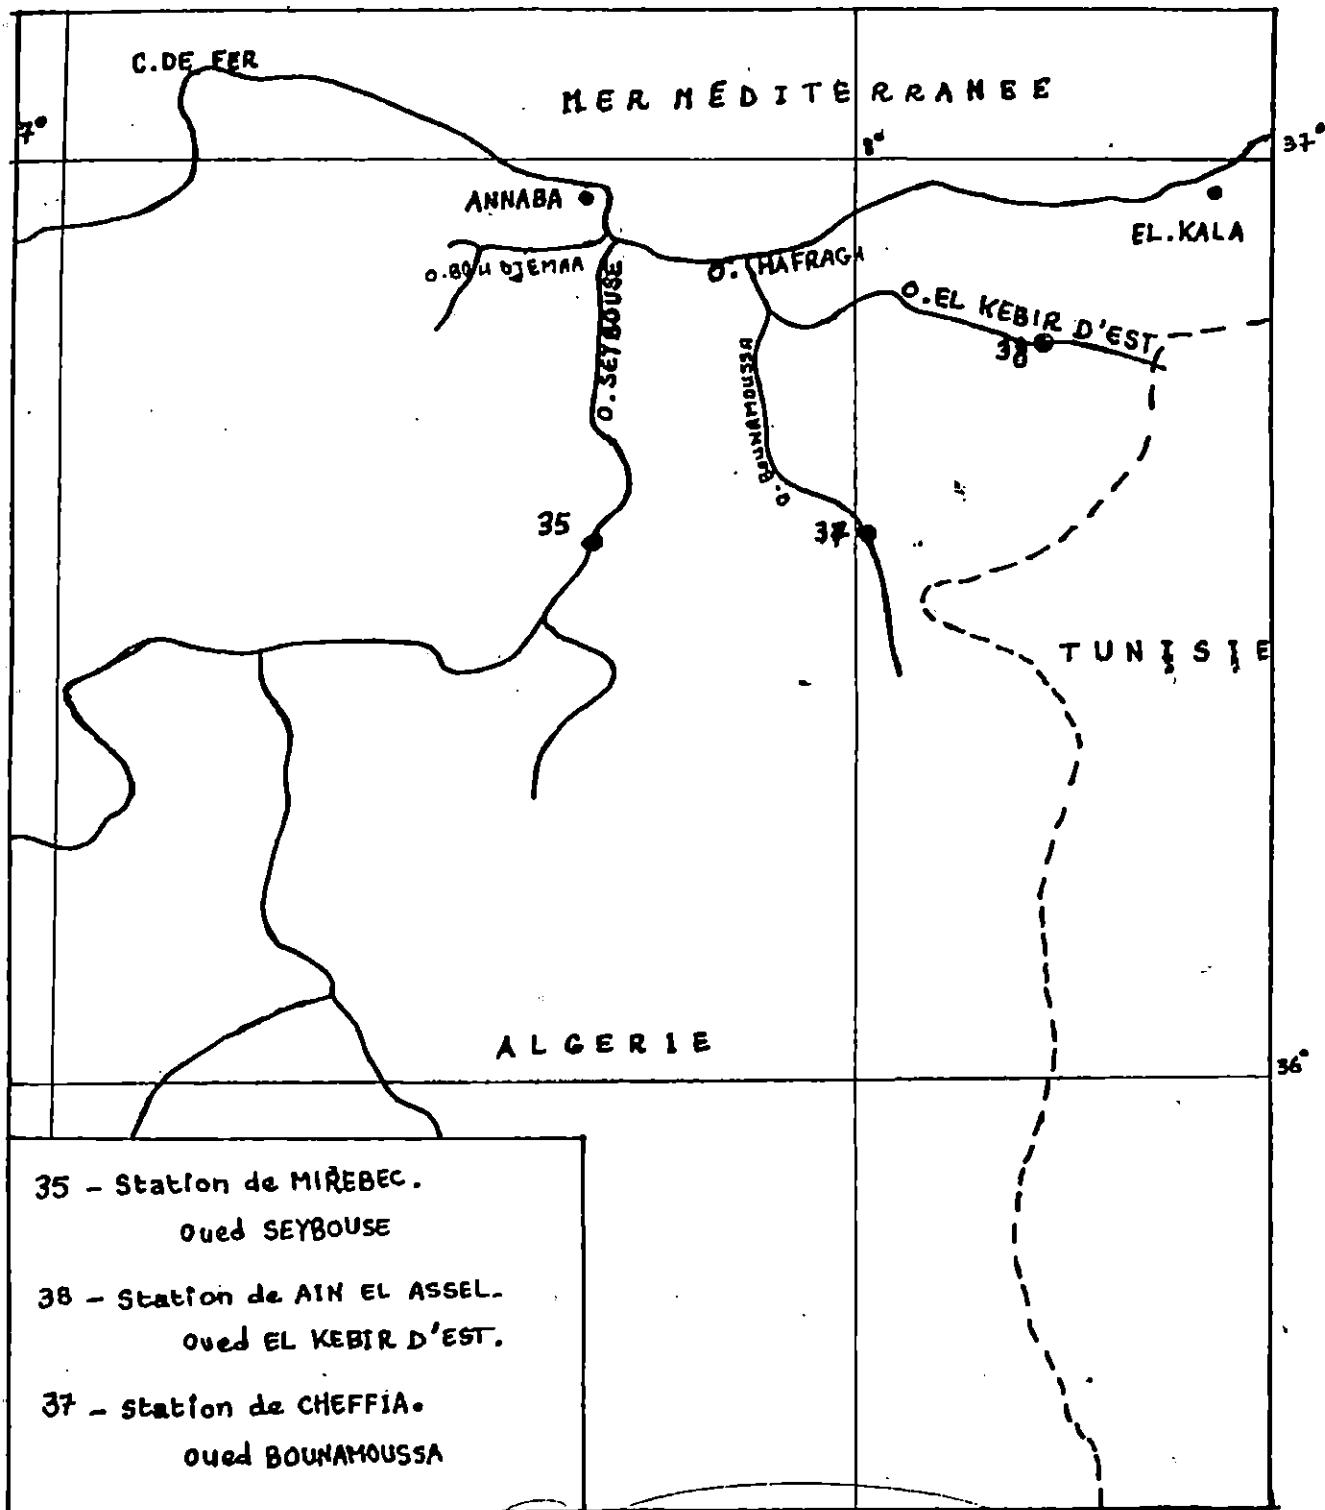 C.DE FER
MER MÉDITERRANEE
7°
8°
37°
ANNABA
EL.KALA
O.BOU DJEMAA
O. MAFRAGH
O. SEYBOUSE
O.EL KEBIR D'EST
38
O. BOUNAMOUSSA
35
37
TUNISIE
ALGERIE
36°
35 - Station de MIREBEC.
Oued SEYBOUSE
38 - Station de AIN EL ASSEL.
Oued EL KEBIR D'EST.
37 - Station de CHEFFIA.
Oued BOUNAMOUSSA